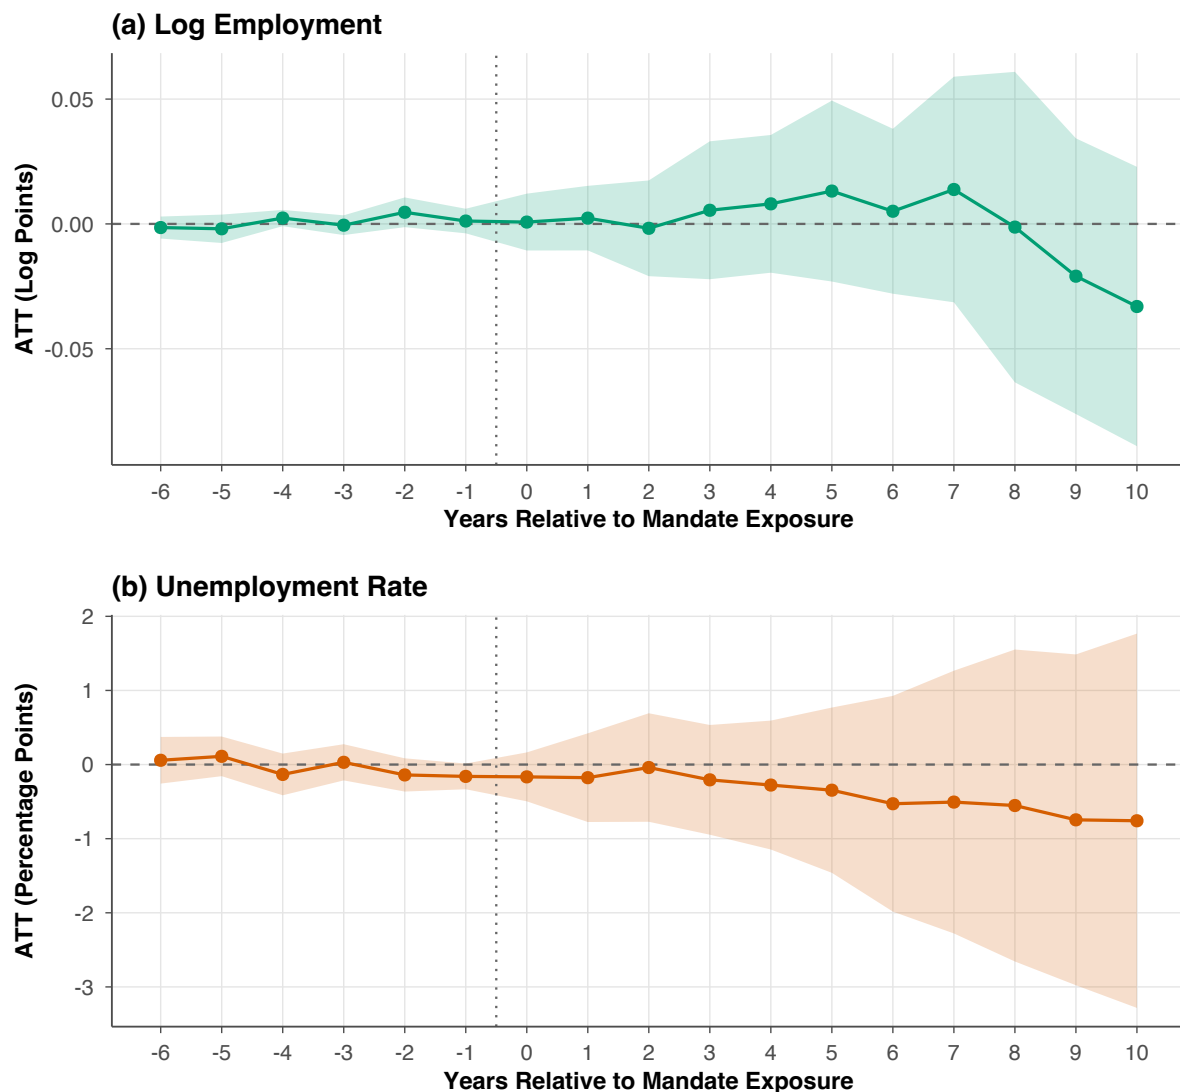 (a) Log Employment
ATT (Log Points)
0.05
0.00
-0.05
-6 -5 -4 -3 -2 -1 0 1 2 3 4 5 6 7 8 9 10
Years Relative to Mandate Exposure
(b) Unemployment Rate
ATT (Percentage Points)
2
1
0
-1
-2
-3
-6 -5 -4 -3 -2 -1 0 1 2 3 4 5 6 7 8 9 10
Years Relative to Mandate Exposure